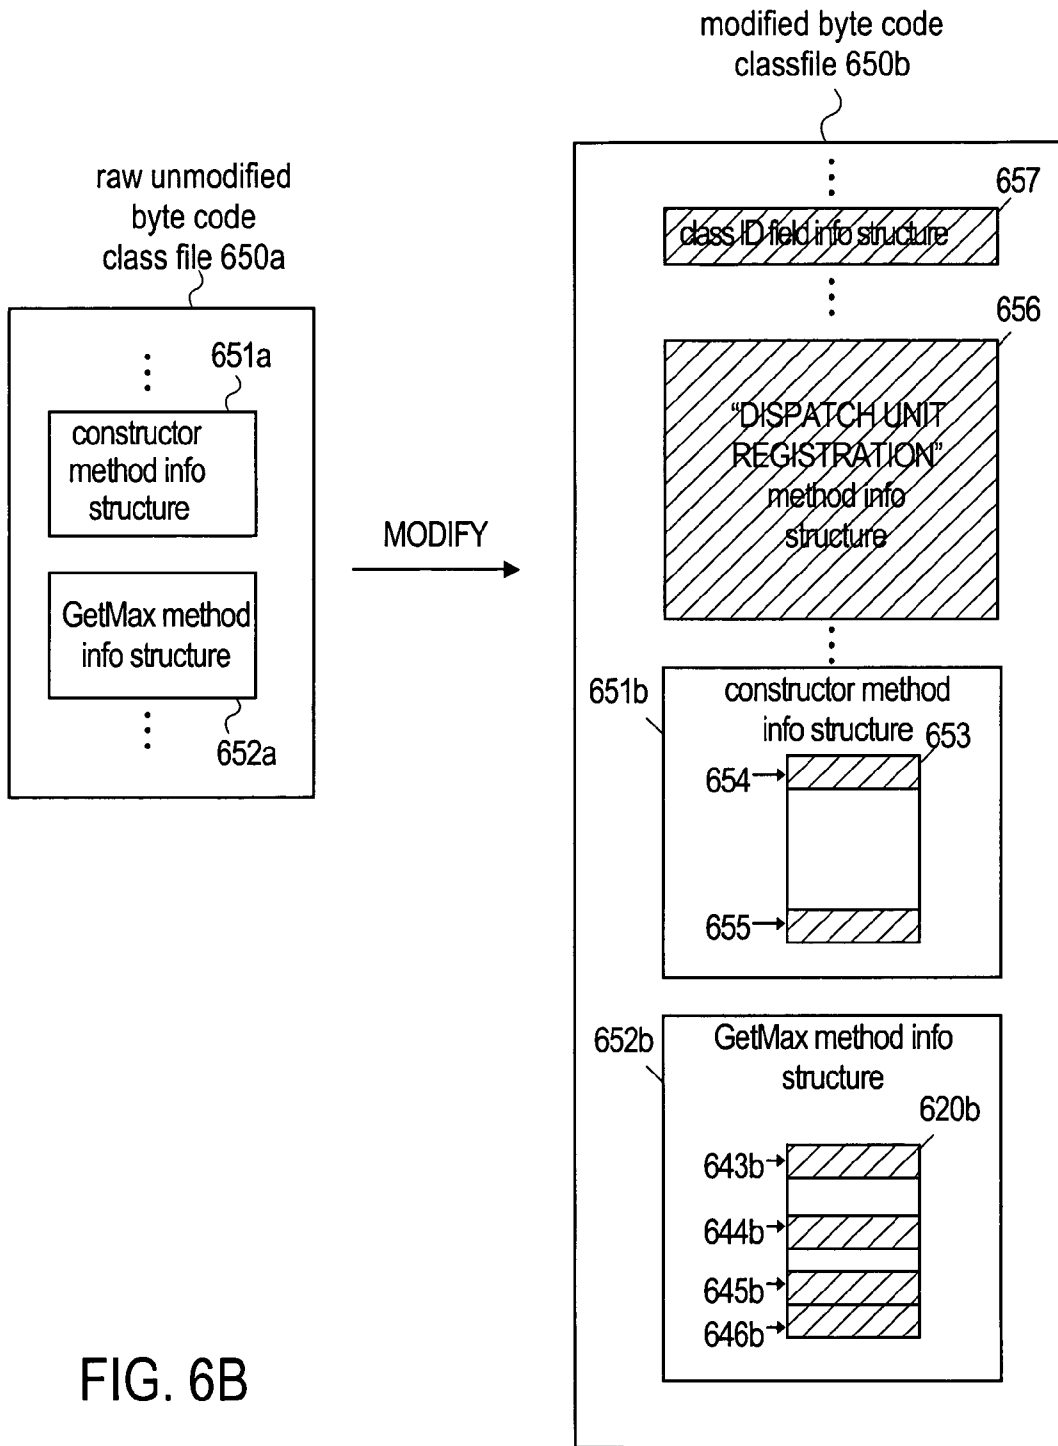 modified byte code
classfile 650b
raw unmodified
byte code
class file 650a
651a
constructor
method info
structure
GetMax method
info structure
652a
MODIFY
657
class ID field info structure
656
“DISPATCH UNIT
REGISTRATION”
method info
structure
651b
constructor method
info structure
653
654
655
652b
GetMax method info
structure
620b
643b
644b
645b
646b
FIG. 6B